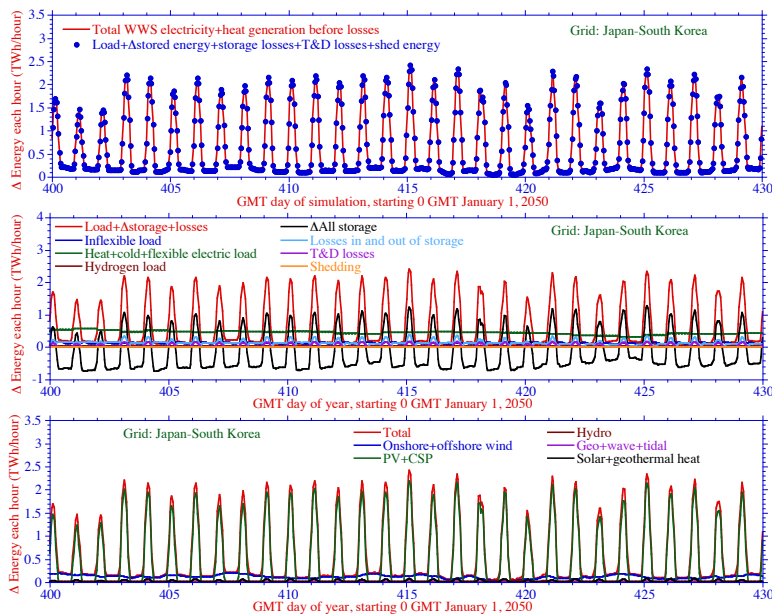 Δ Energy each hour (TWh/hour)
3.5
3
2.5
2
1.5
1
0.5
0
Total WWS electricity+heat generation before losses
Load+Δstored energy+storage losses+T&D losses+shed energy
Grid: Japan-South Korea
400 405 410 415 420 425 430
GMT day of simulation, starting 0 GMT January 1, 2050
Δ Energy each hour (TWh/hour)
4
3
2
1
0
-1
Load+Δstorage+losses
Inflexible load
Heat+cold+flexible electric load
Hydrogen load
ΔAll storage
Losses in and out of storage
T&D losses
Shedding
Grid: Japan-South Korea
400 405 410 415 420 425 430
GMT day of year, starting 0 GMT January 1, 2050
Δ Energy each hour (TWh/hour)
3.5
3
2.5
2
1.5
1
0.5
0
Grid: Japan-South Korea
Total
Onshore+offshore wind
PV+CSP
Hydro
Geo+wave+tidal
Solar+geothermal heat
400 405 410 415 420 425 430
GMT day of year, starting 0 GMT January 1, 2050